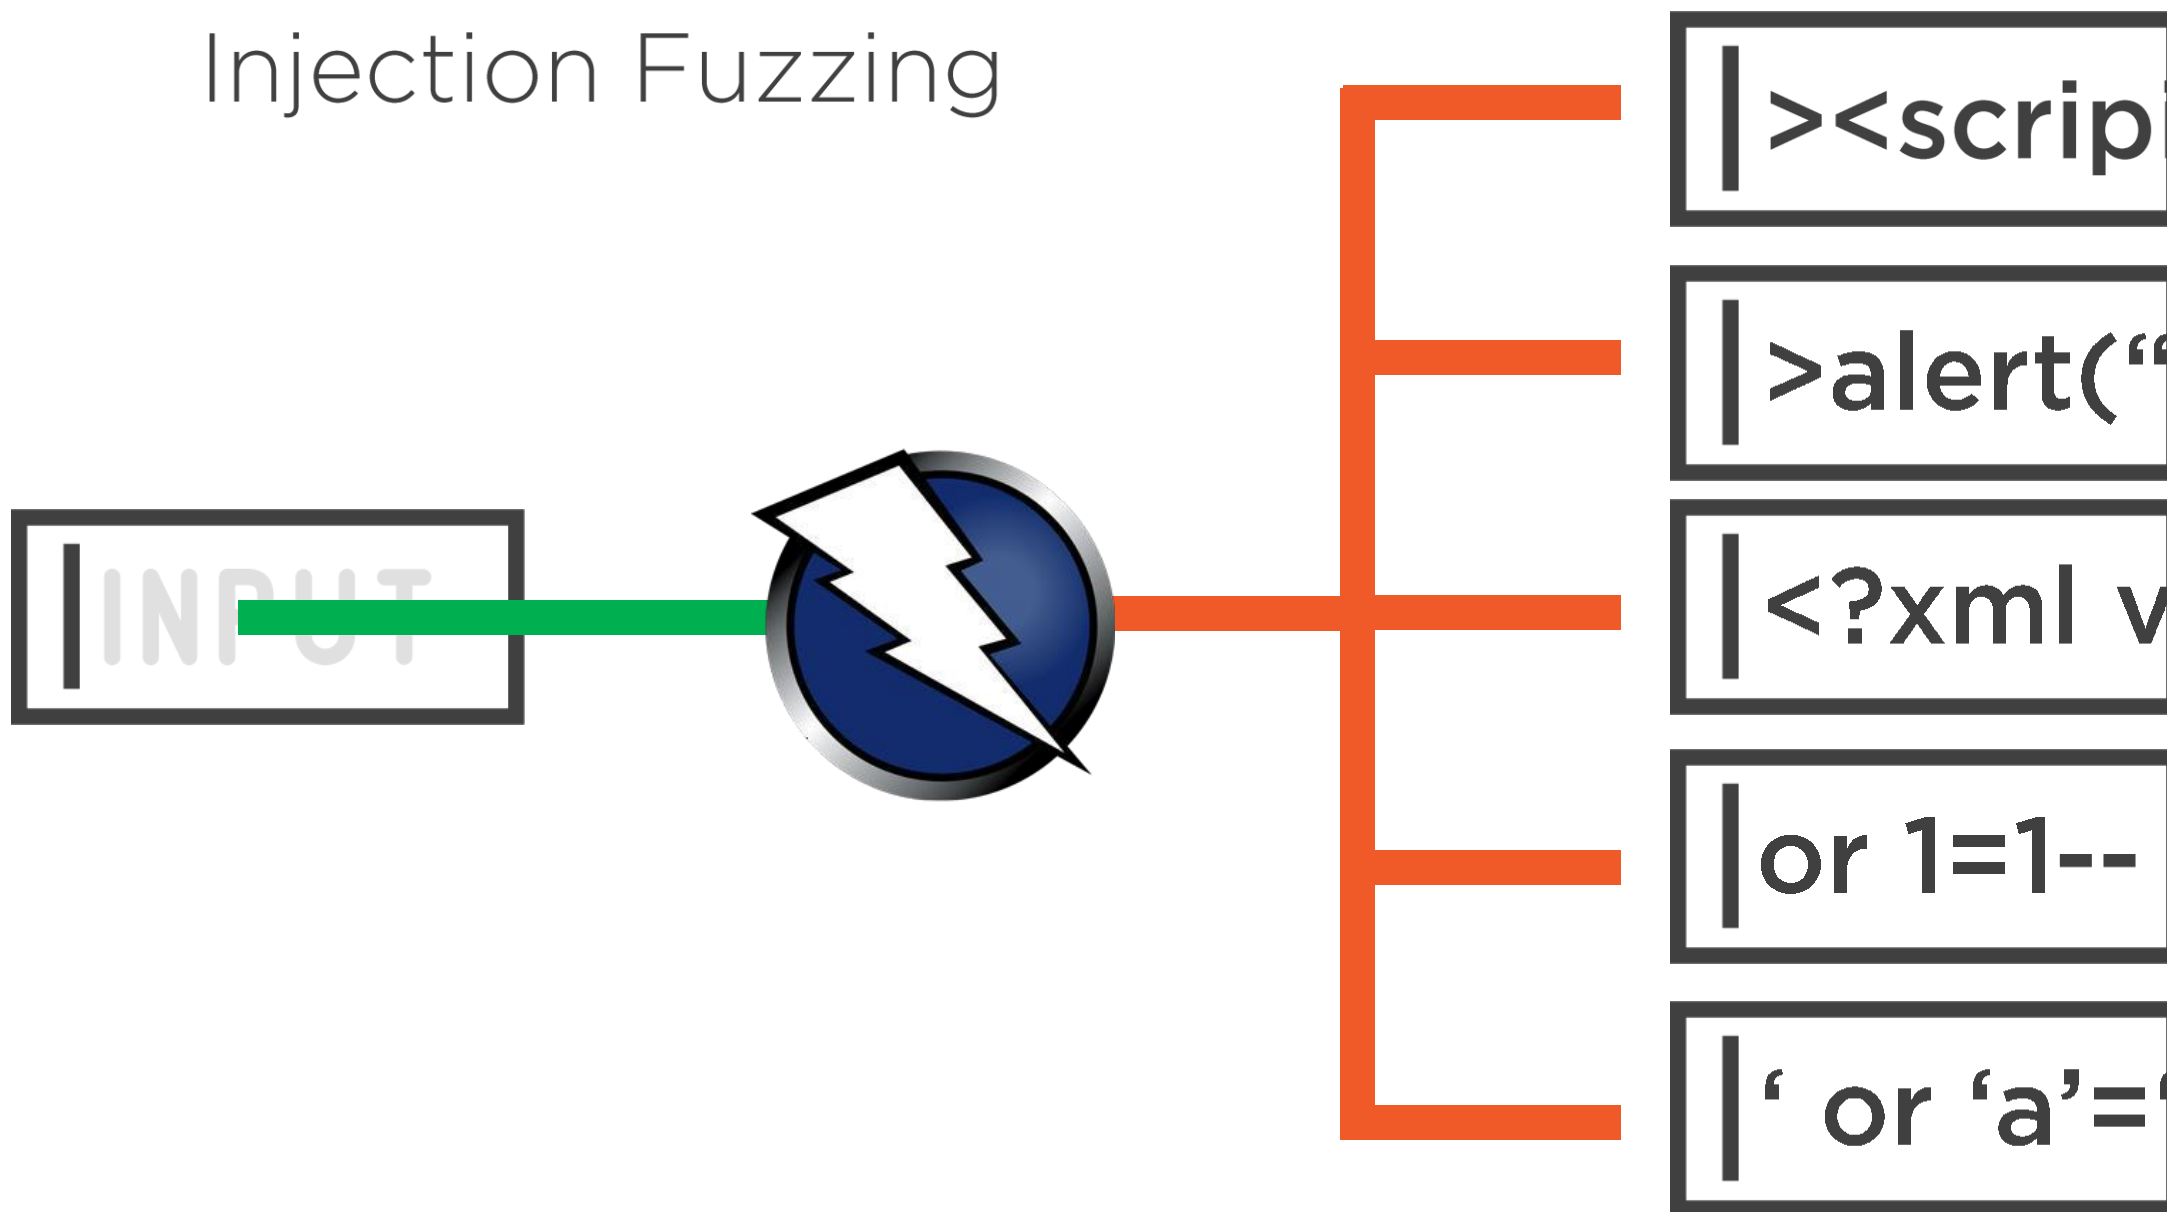 Injection Fuzzing
><scrip
>alert(“
INPUT
<?xml v
or 1=1--
‘ or ‘a’=‘